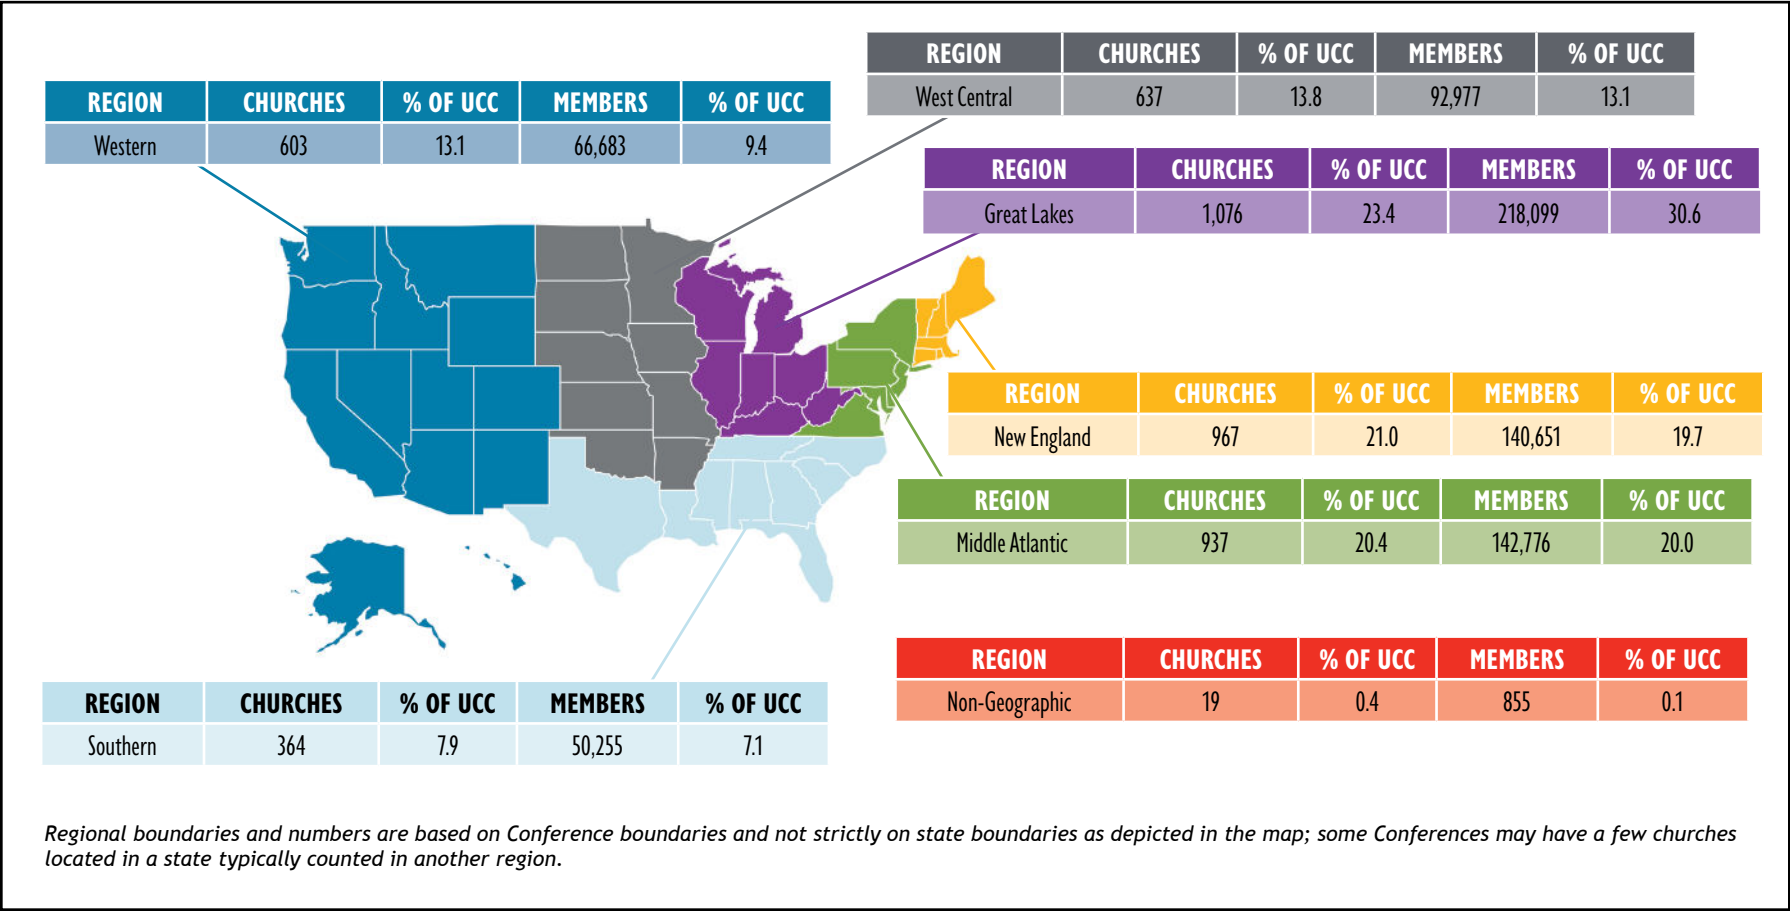 REGION CHURCHES % OF UCC MEMBERS % OF UCC
West Central 637 13.8 92,977 13.1
REGION CHURCHES % OF UCC MEMBERS % OF UCC
Western 603 13.1 66,683 9.4
REGION CHURCHES % OF UCC MEMBERS % OF UCC
Great Lakes 1,076 23.4 218,099 30.6
REGION CHURCHES % OF UCC MEMBERS % OF UCC
New England 967 21.0 140,651 19.7
REGION CHURCHES % OF UCC MEMBERS % OF UCC
Middle Atlantic 937 20.4 142,776 20.0
REGION CHURCHES % OF UCC MEMBERS % OF UCC
Non-Geographic 19 0.4 855 0.1
REGION CHURCHES % OF UCC MEMBERS % OF UCC
Southern 364 7.9 50,255 7.1
Regional boundaries and numbers are based on Conference boundaries and not strictly on state boundaries as depicted in the map; some Conferences may have a few churches
located in a state typically counted in another region.